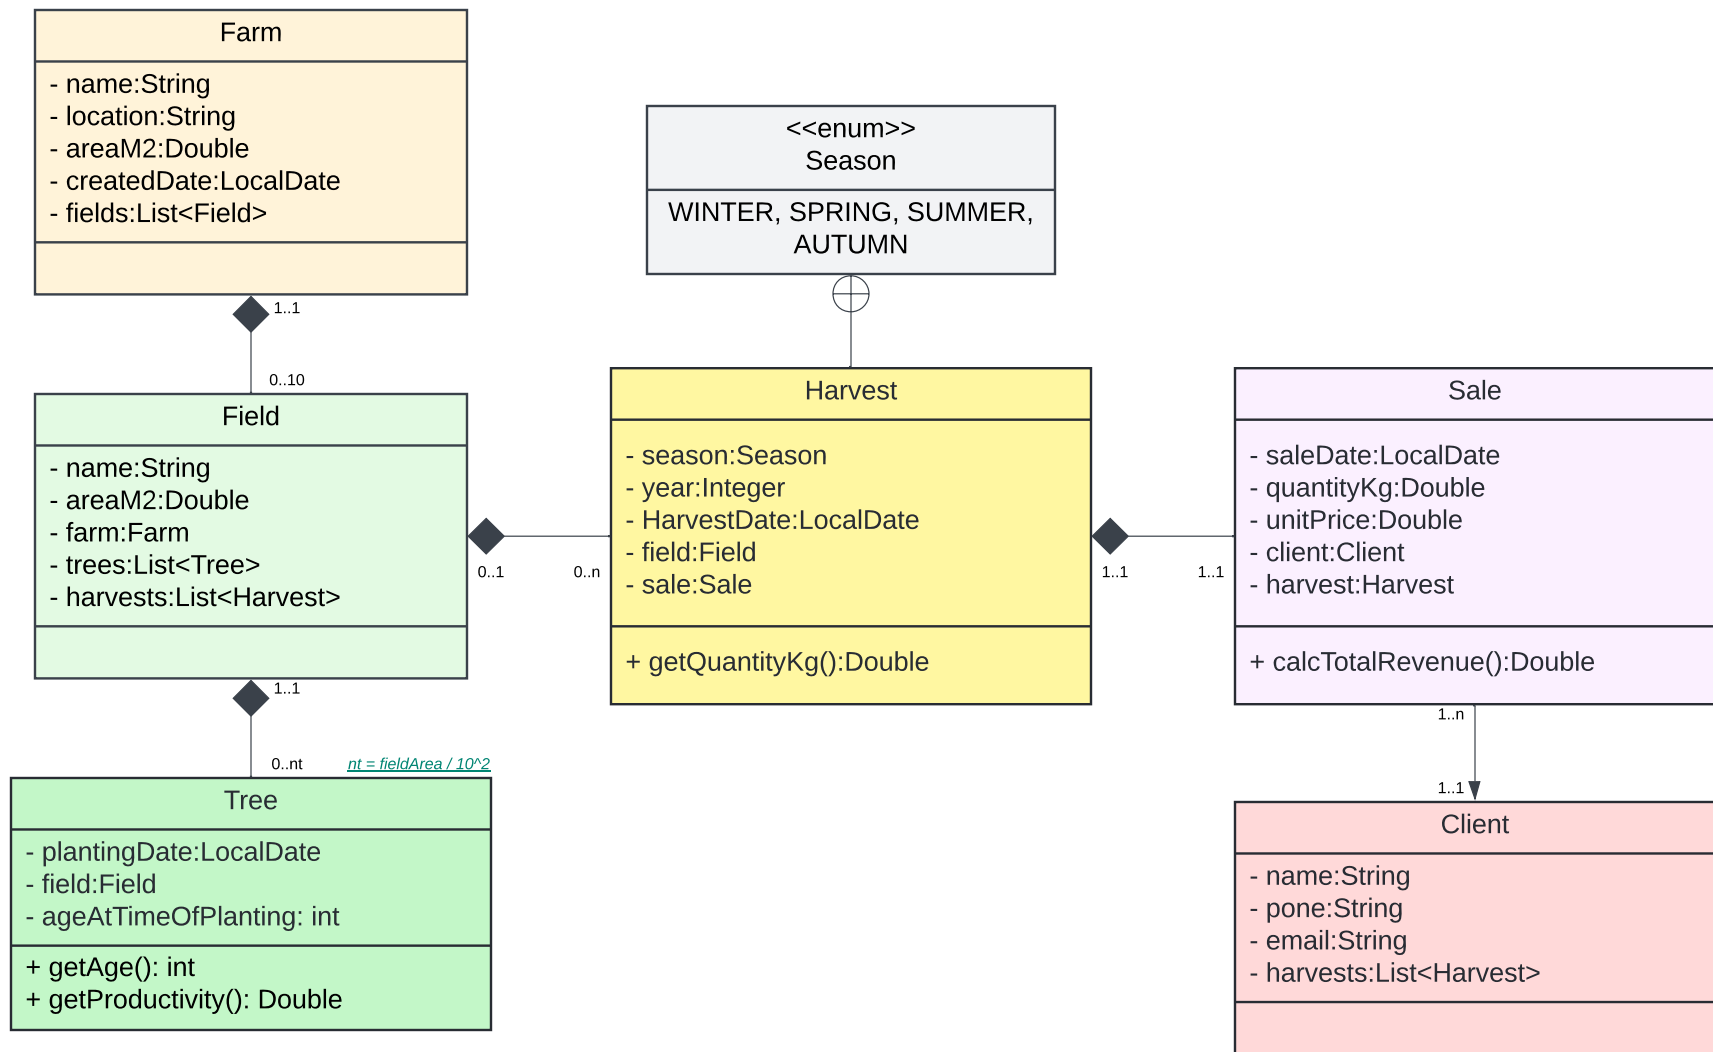 Farm
- name:String
- location:String
- areaM2:Double
- createdDate:LocalDate
- fields:List<Field>
1..1
0..10
<<enum>>
Season
WINTER, SPRING, SUMMER,
AUTUMN
Field
- name:String
- areaM2:Double
- farm:Farm
- trees:List<Tree>
- harvests:List<Harvest>
0..1
0..n
1..1
0..nt
nt = fieldArea / 10^2
Harvest
- season:Season
- year:Integer
- HarvestDate:LocalDate
- field:Field
- sale:Sale
+ getQuantityKg():Double
1..1
1..1
Sale
- saleDate:LocalDate
- quantityKg:Double
- unitPrice:Double
- client:Client
- harvest:Harvest
+ calcTotalRevenue():Double
1..n
1..1
Tree
- plantingDate:LocalDate
- field:Field
- ageAtTimeOfPlanting: int
+ getAge(): int
+ getProductivity(): Double
Client
- name:String
- pone:String
- email:String
- harvests:List<Harvest>